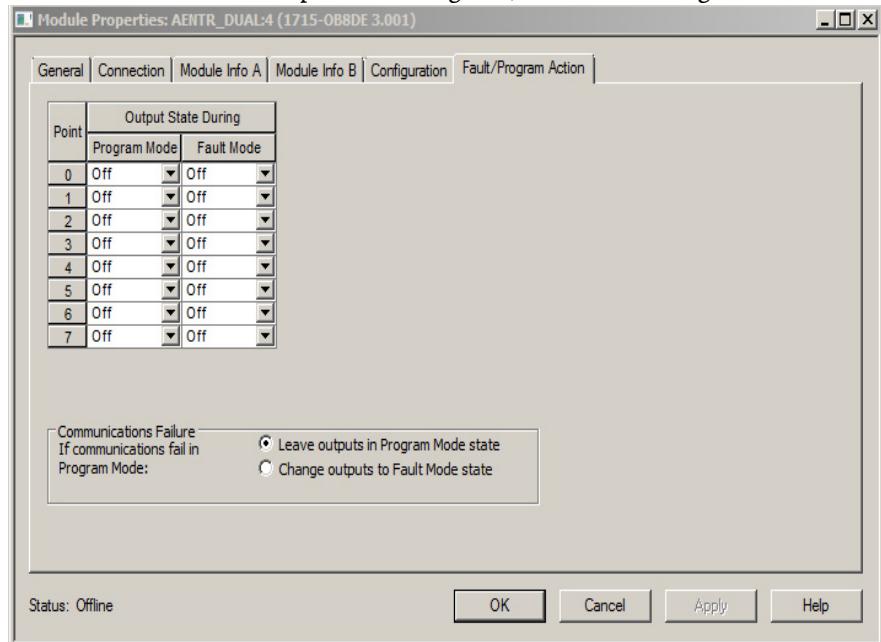 Module Properties: AENTR_DUAL:4 (1715-OB8DE 3.001)
General Connection Module Info A Module Info B Configuration Fault/Program Action
Point Output State During
Program Mode Fault Mode
0 Off Off
1 Off Off
2 Off Off
3 Off Off
4 Off Off
5 Off Off
6 Off Off
7 Off Off
Communications Failure
If communications fail in
Program Mode:
Leave outputs in Program Mode state
Change outputs to Fault Mode state
Status: Offline OK Cancel Apply Help